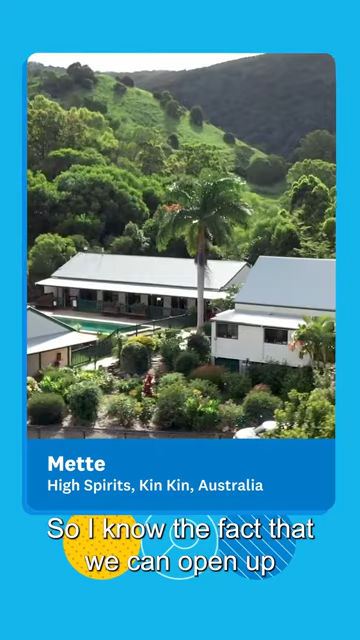 Mette
High Spirits, Kin Kin, Australia
So I know the fact that
we can open up